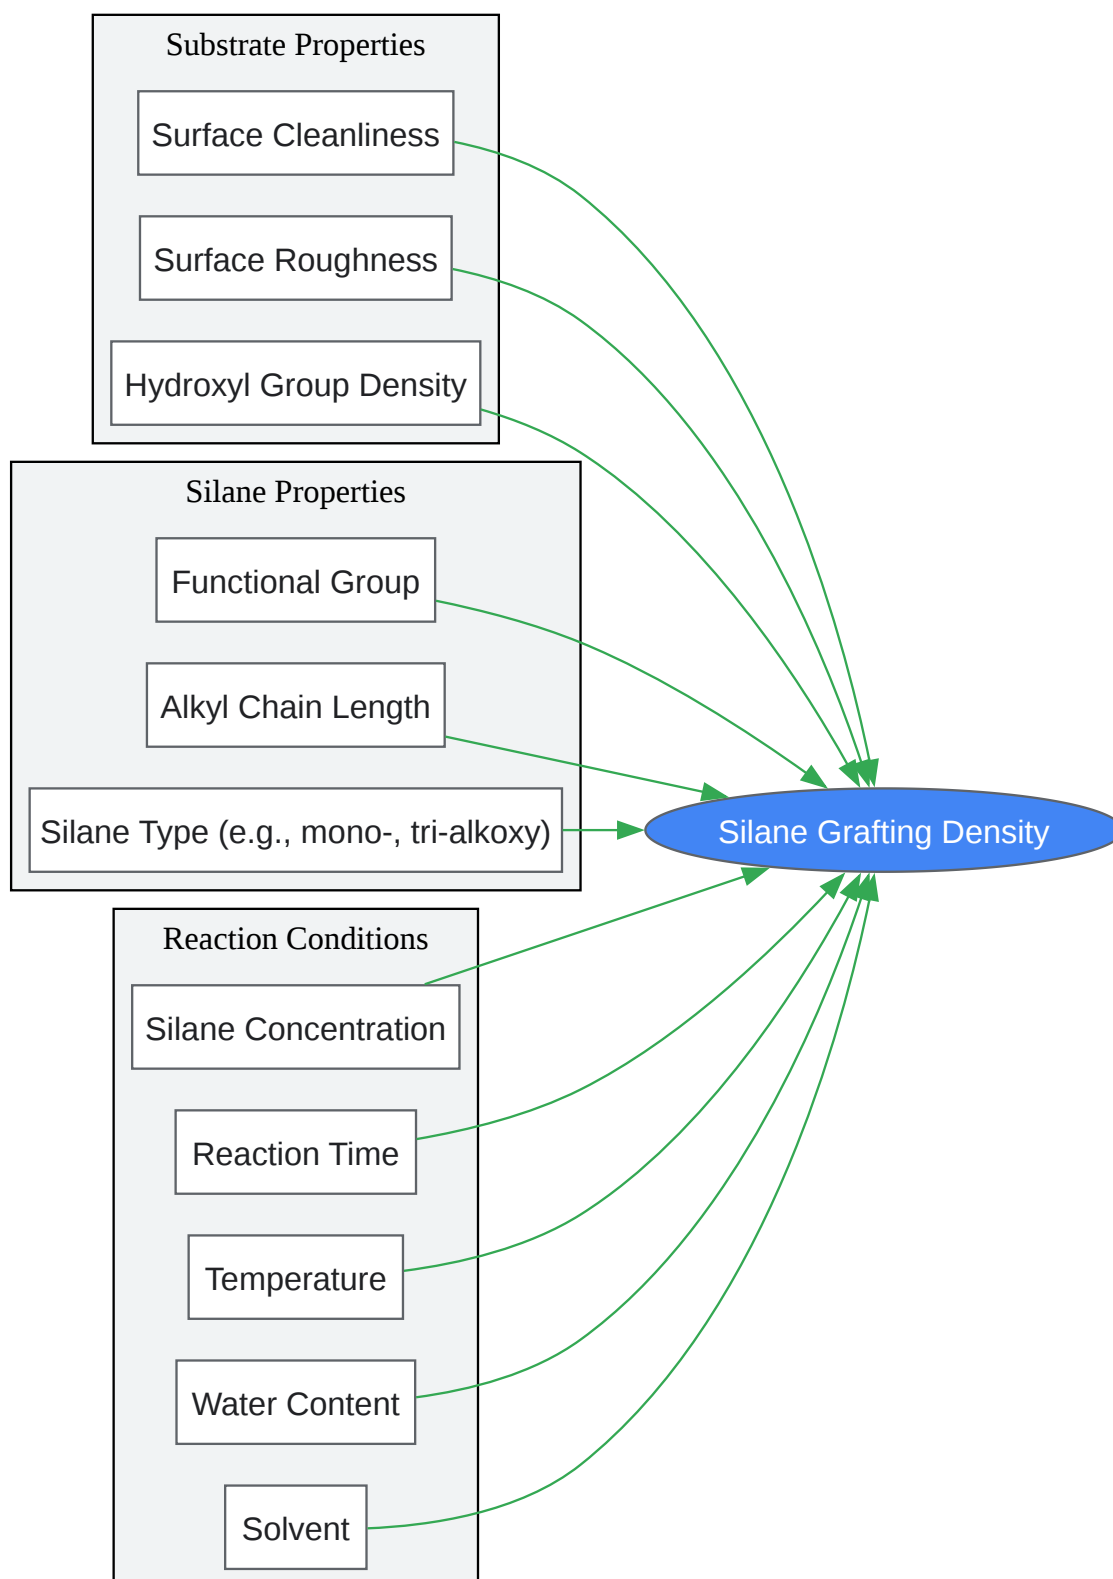 Substrate Properties
Surface Cleanliness
Surface Roughness
Hydroxyl Group Density
Silane Properties
Functional Group
Alkyl Chain Length
Silane Type (e.g., mono-, tri-alkoxy)
Silane Grafting Density
Reaction Conditions
Silane Concentration
Reaction Time
Temperature
Water Content
Solvent